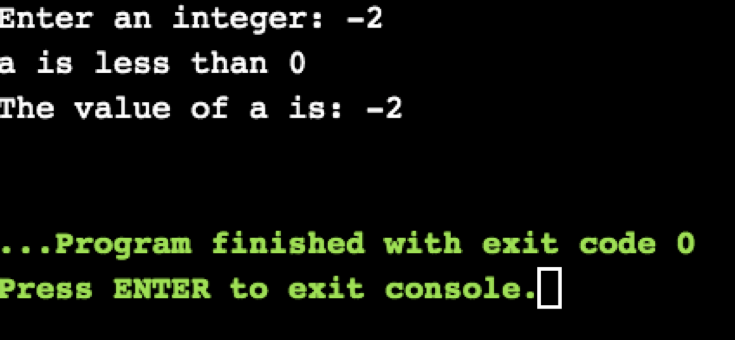 Enter an integer: -2
a is less than 0
The value of a is: -2
...Program finished with exit code 0
Press ENTER to exit console.